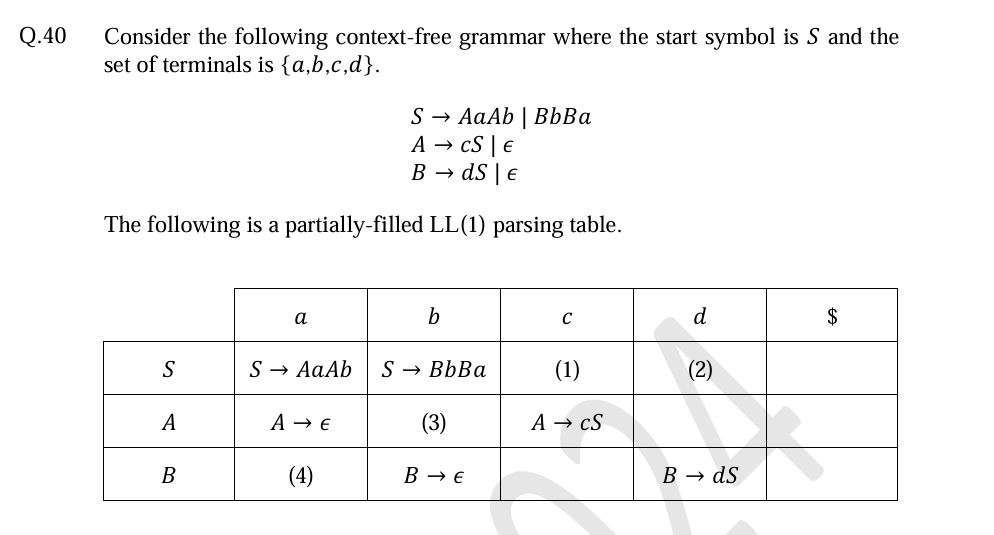 Q.40 Consider the following context-free grammar where the start symbol is S and the
set of terminals is {a,b,c,d}.
S → AaAb | BbBa
A → cS | ϵ
B → dS | ϵ
The following is a partially-filled LL(1) parsing table.
a b c d $
S S → AaAb S → BbBa (1) (2)
A A → ϵ (3) A → cS
B (4) B → ϵ B → dS